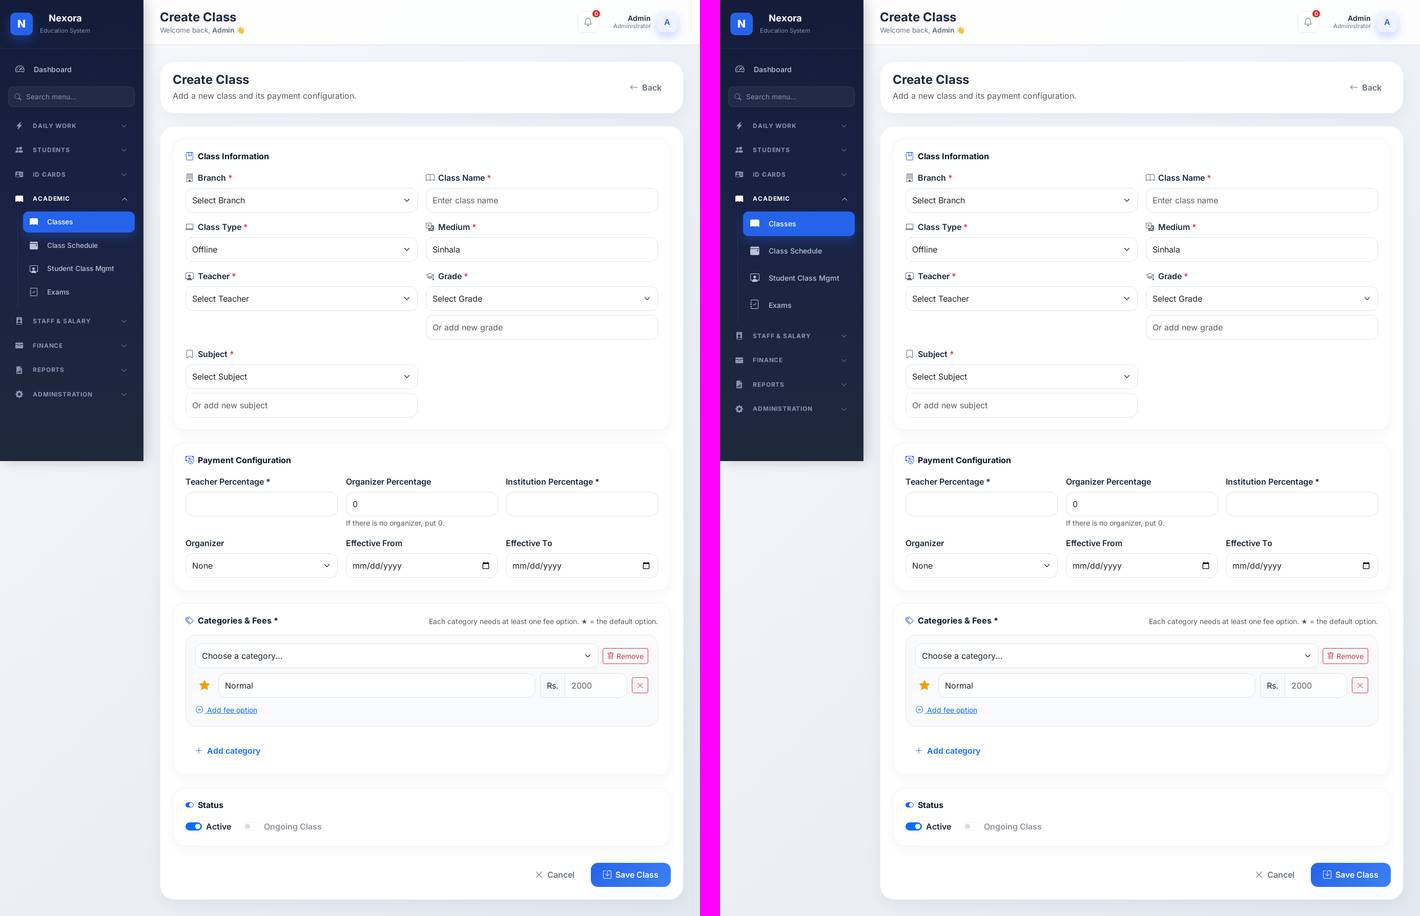 N
Nexora
Education System
Dashboard
Search menu...
DAILY WORK
STUDENTS
ID CARDS
ACADEMIC
Classes
Class Schedule
Student Class Mgmt
Exams
STAFF & SALARY
FINANCE
REPORTS
ADMINISTRATION
Create Class
Welcome back, Admin 👋
0
Admin
Administrator
A
Create Class
Add a new class and its payment configuration.
← Back
Class Information
Branch *
Class Name *
Select Branch
Enter class name
Class Type *
Medium *
Offline
Sinhala
Teacher *
Grade *
Select Teacher
Select Grade
Or add new grade
Subject *
Select Subject
Or add new subject
Payment Configuration
Teacher Percentage *
Organizer Percentage
Institution Percentage *
0
If there is no organizer, put 0.
Organizer
Effective From
Effective To
None
mm/dd/yyyy
mm/dd/yyyy
Categories & Fees *
Each category needs at least one fee option. ★ = the default option.
Choose a category...
Remove
Normal
Rs.
2000
Add fee option
+ Add category
Status
Active
Ongoing Class
Cancel
Save Class
N
Nexora
Education System
Dashboard
Search menu...
DAILY WORK
STUDENTS
ID CARDS
ACADEMIC
Classes
Class Schedule
Student Class Mgmt
Exams
STAFF & SALARY
FINANCE
REPORTS
ADMINISTRATION
Create Class
Welcome back, Admin 👋
0
Admin
Administrator
A
Create Class
Add a new class and its payment configuration.
← Back
Class Information
Branch *
Class Name *
Select Branch
Enter class name
Class Type *
Medium *
Offline
Sinhala
Teacher *
Grade *
Select Teacher
Select Grade
Or add new grade
Subject *
Select Subject
Or add new subject
Payment Configuration
Teacher Percentage *
Organizer Percentage
Institution Percentage *
0
If there is no organizer, put 0.
Organizer
Effective From
Effective To
None
mm/dd/yyyy
mm/dd/yyyy
Categories & Fees *
Each category needs at least one fee option. ★ = the default option.
Choose a category...
Remove
Normal
Rs.
2000
Add fee option
+ Add category
Status
Active
Ongoing Class
Cancel
Save Class